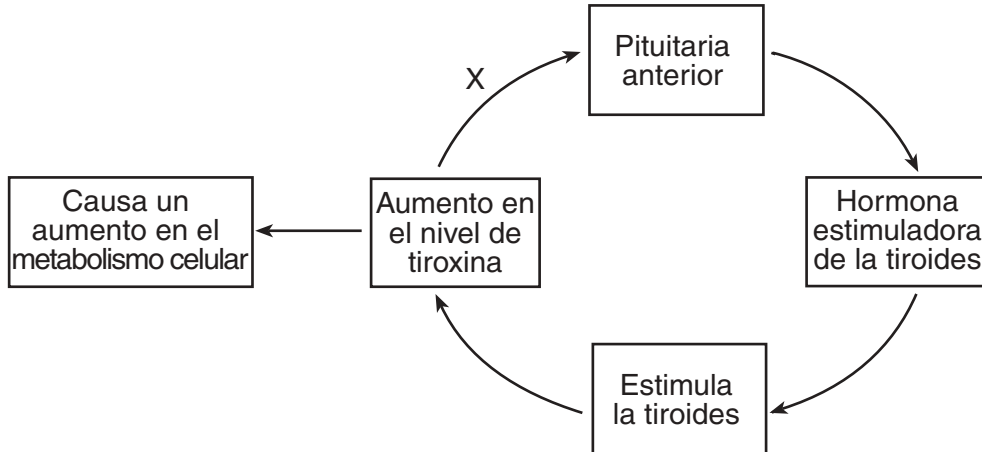 Pituitaria
anterior
X
Causa un
aumento en el
metabolismo celular
Aumento en
el nivel de
tiroxina
Hormona
estimuladora
de la tiroides
Estimula
la tiroides